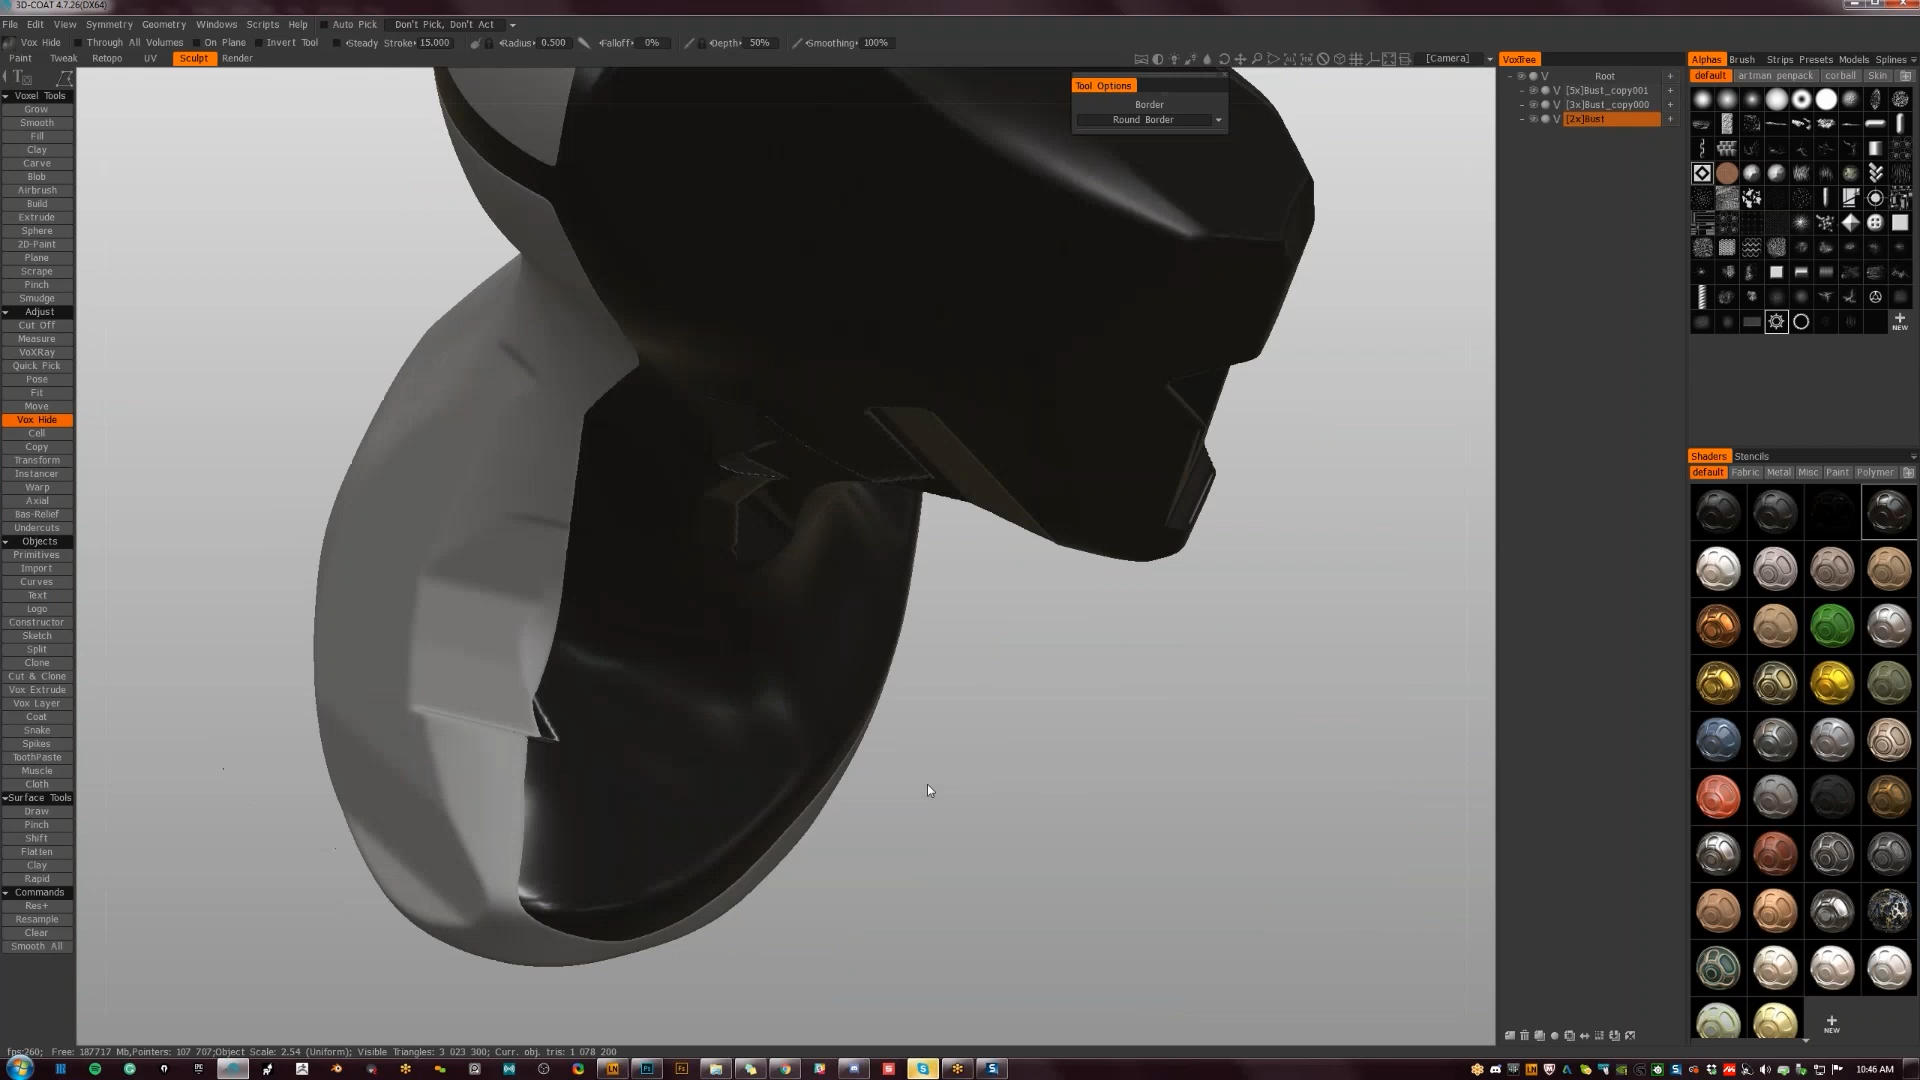 3D-COAT 4.7.26(DX64)
File Edit View Symmetry Geometry Windows Scripts Help Auto Pick Don't Pick, Don't Act
Vox Hide Through All Volumes On Plane Invert Tool Steady Stroke 15.000 Radius 0.500 Falloff 0% Depth 50% Smoothing 100%
Paint Tweak Retopo UV Sculpt Render [Camera]
VoxTree
Root
[5x]Bust_copy001
[3x]Bust_copy000
[2x]Bust
Alphas Brush Strips Presets Models Splines
default artman penpack corball Skin
NEW
Tool Options
Border
Round Border
Voxel Tools
Grow
Smooth
Fill
Clay
Carve
Blob
Airbrush
Build
Extrude
Sphere
2D-Paint
Plane
Scrape
Pinch
Smudge
Adjust
Cut Off
Measure
VoXRay
Quick Pick
Pose
Fit
Move
Vox Hide
Cell
Copy
Transform
Instancer
Warp
Axial
Bas-Relief
Undercuts
Objects
Primitives
Import
Curves
Text
Logo
Constructor
Sketch
Split
Clone
Cut & Clone
Vox Extrude
Vox Layer
Coat
Snake
Spikes
ToothPaste
Muscle
Cloth
Surface Tools
Draw
Pinch
Shift
Flatten
Clay
Rapid
Commands
Res+
Resample
Clear
Smooth All
Shaders Stencils
default Fabric Metal Misc Paint Polymer
NEW
fps:260; Free: 187717 Mb,Pointers: 107 707;Object Scale: 2.54 (Uniform); Visible Triangles: 3 023 300; Curr. obj. tris: 1 078 200
10:46 AM